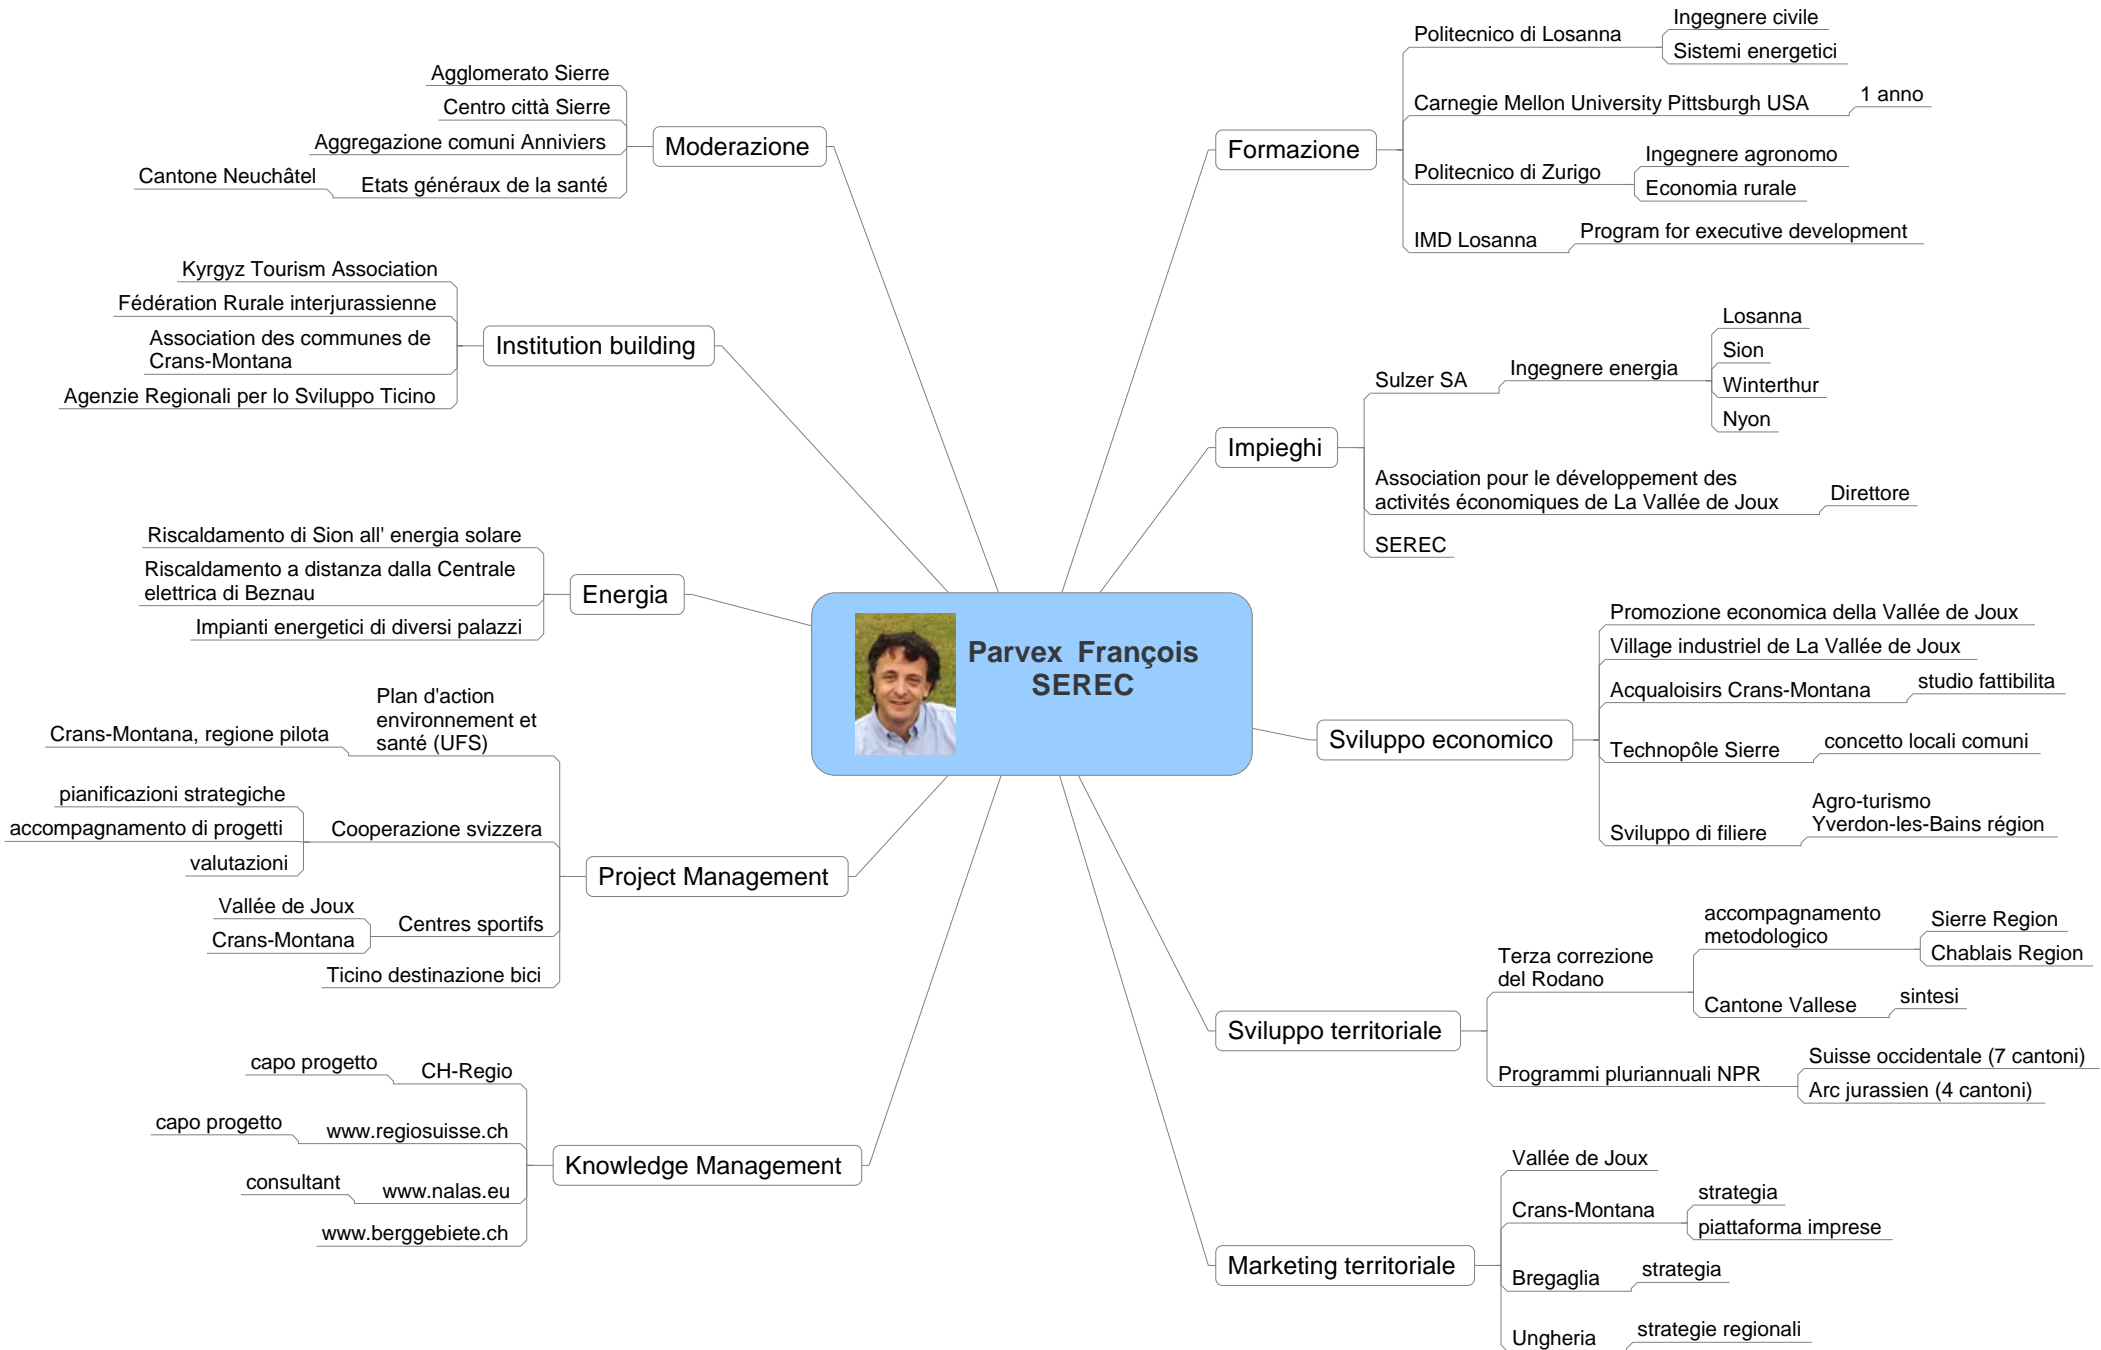 Parvex  François
SEREC
Formazione
Politecnico di Losanna
Ingegnere civile
Sistemi energetici
Carnegie Mellon University Pittsburgh USA
1 anno
Politecnico di Zurigo
Ingegnere agronomo
Economia rurale
IMD Losanna
Program for executive development
Impieghi
Sulzer SA
Ingegnere energia
Losanna
Sion
Winterthur
Nyon
Association pour le développement des
activités économiques de La Vallée de Joux
Direttore
SEREC
Sviluppo economico
Promozione economica della Vallée de Joux
Village industriel de La Vallée de Joux
Acqualoisirs Crans-Montana
studio fattibilita
Technopôle Sierre
concetto locali comuni
Sviluppo di filiere
Agro-turismo
Yverdon-les-Bains région
Sviluppo territoriale
Terza correzione
del Rodano
accompagnamento
metodologico
Sierre Region
Chablais Region
Cantone Vallese
sintesi
Programmi pluriannuali NPR
Suisse occidentale (7 cantoni)
Arc jurassien (4 cantoni)
Marketing territoriale
Vallée de Joux
Crans-Montana
strategia
piattaforma imprese
Bregaglia
strategia
Ungheria
strategie regionali
Moderazione
Agglomerato Sierre
Centro città Sierre
Aggregazione comuni Anniviers
Etats généraux de la santé
Cantone Neuchâtel
Institution building
Kyrgyz Tourism Association
Fédération Rurale interjurassienne
Association des communes de
Crans-Montana
Agenzie Regionali per lo Sviluppo Ticino
Energia
Riscaldamento di Sion all' energia solare
Riscaldamento a distanza dalla Centrale
elettrica di Beznau
Impianti energetici di diversi palazzi
Project Management
Plan d'action
environnement et
santé (UFS)
Crans-Montana, regione pilota
Cooperazione svizzera
pianificazioni strategiche
accompagnamento di progetti
valutazioni
Centres sportifs
Vallée de Joux
Crans-Montana
Ticino destinazione bici
Knowledge Management
CH-Regio
capo progetto
www.regiosuisse.ch
capo progetto
www.nalas.eu
consultant
www.berggebiete.ch